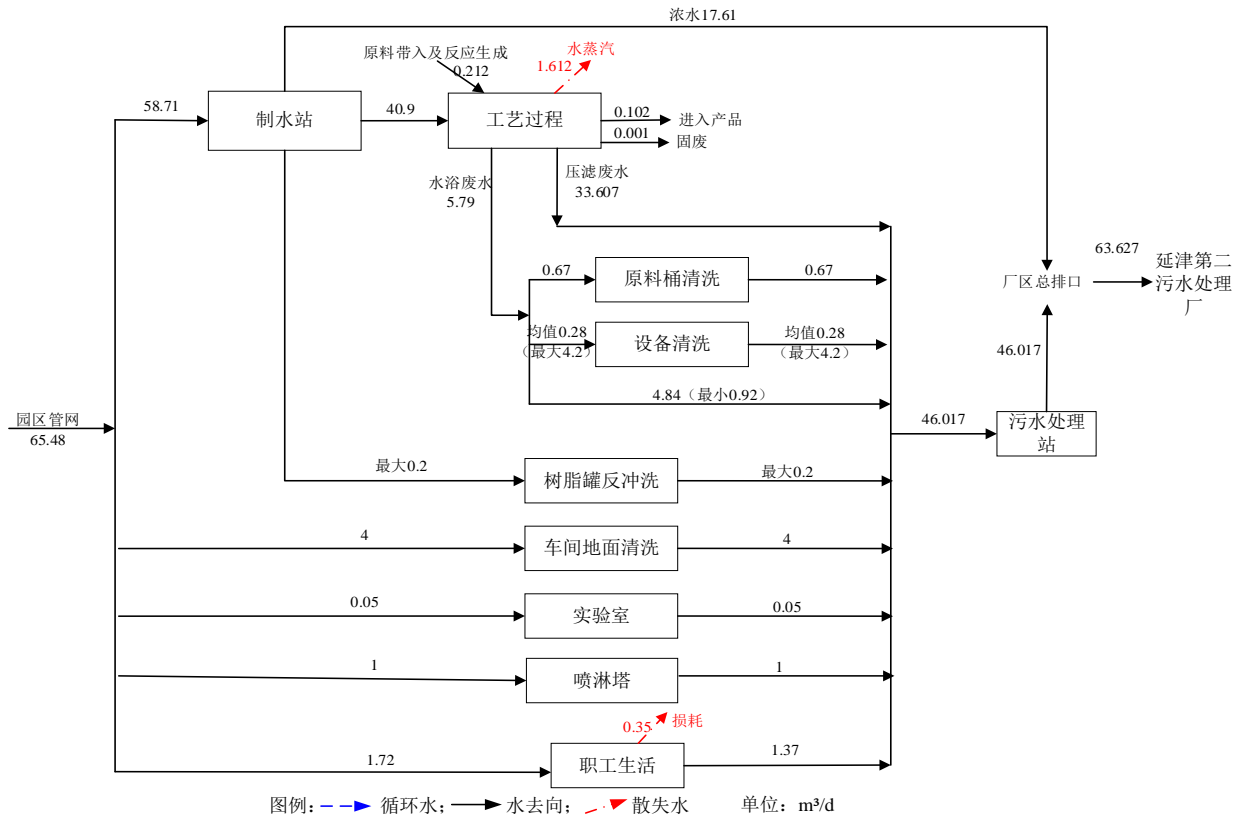 浓水17.61
原料带入及反应生成
0.212
水蒸汽
1.612
58.71
制水站
40.9
工艺过程
0.102
进入产品
0.001
固废
水浴废水
5.79
压滤废水
33.607
0.67
原料桶清洗
0.67
均值0.28
（最大4.2）
设备清洗
均值0.28
（最大4.2）
4.84（最小0.92）
厂区总排口
63.627
延津第二
污水处理
厂
46.017
园区管网
65.48
46.017
污水处理
站
最大0.2
树脂罐反冲洗
最大0.2
4
车间地面清洗
4
0.05
实验室
0.05
1
喷淋塔
1
0.35
损耗
1.72
职工生活
1.37
图例： 循环水； 水去向； 散失水 单位：m³/d